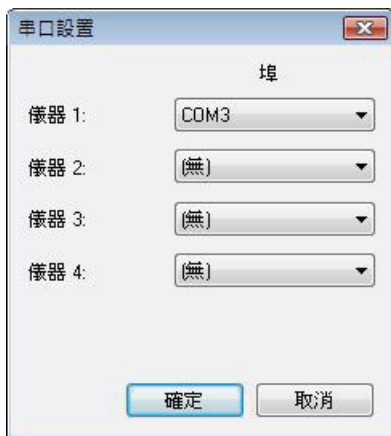 串口設置
埠
儀器 1: COM3
儀器 2: (無)
儀器 3: (無)
儀器 4: (無)
確定 取消